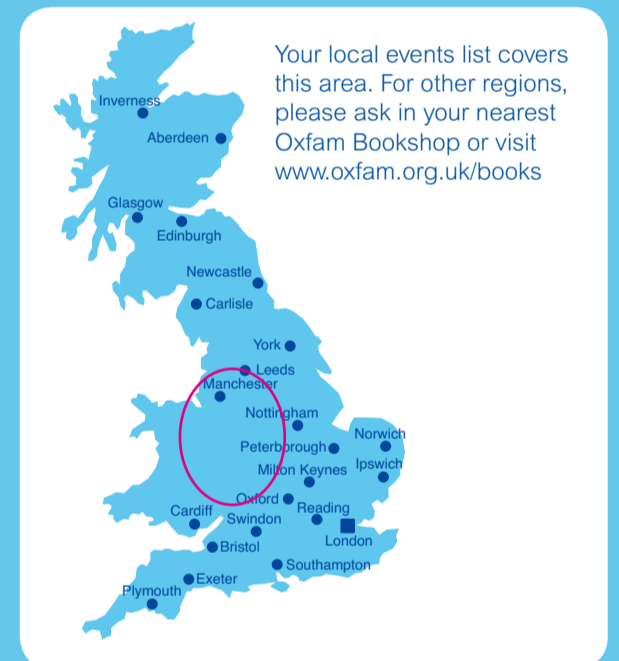 Your local events list covers
this area. For other regions,
please ask in your nearest
Oxfam Bookshop or visit
www.oxfam.org.uk/books
Inverness
Aberdeen
Glasgow
Edinburgh
Newcastle
Carlisle
York
Leeds
Manchester
Nottingham
Norwich
Peterborough
Ipswich
Milton Keynes
Oxford
Reading
Cardiff
Swindon
London
Bristol
Southampton
Exeter
Plymouth